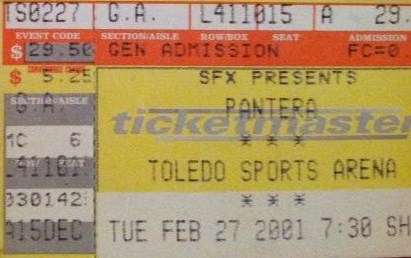 TS0227 G.A. L411015 A 29.
EVENT CODE SECTION/AISLE ROW/BOX SEAT ADMISSION
$ 29.50 GEN ADMISSION FC=0.
$ 5.25 SFX PRESENTS
G.A. PANTERA
SECTION/AISLE ticketmaster
1C 6 * * *
TOLEDO SPORTS ARENA
030142 * * *
A15DEC TUE FEB 27 2001 7:30 SH